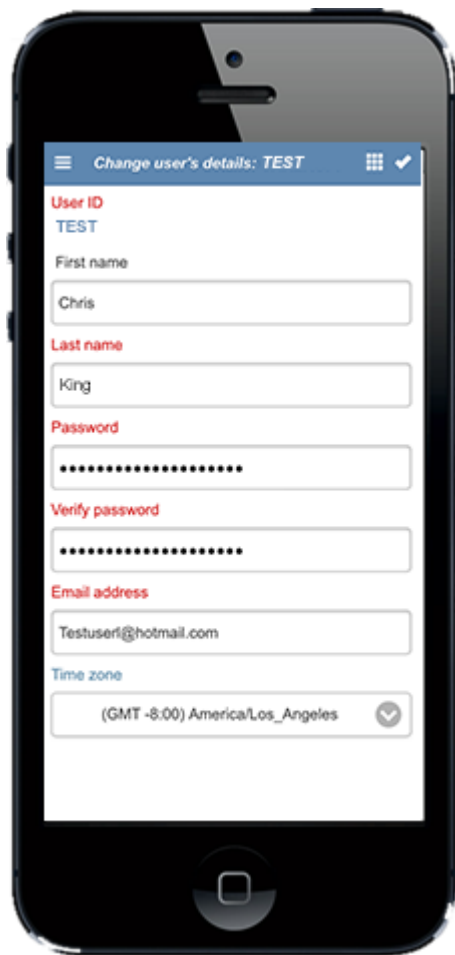 Change user's details: TEST
User ID
TEST
First name
Chris
Last name
King
Password
••••••••••••••••••••
Verify password
••••••••••••••••••••
Email address
Testuserl@hotmail.com
Time zone
(GMT -8:00) America/Los_Angeles